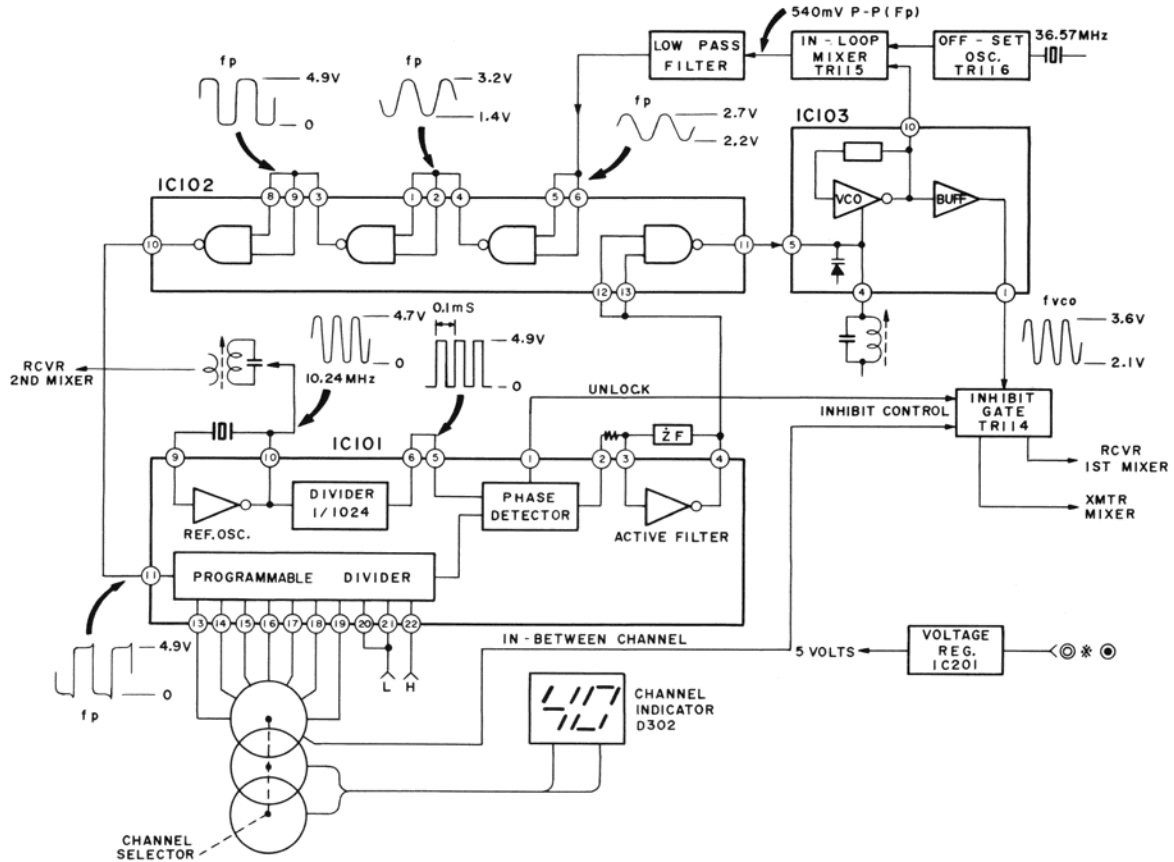 540mV P-P (Fp)
LOW PASS
FILTER
IN-LOOP
MIXER
TR115
OFF-SET
OSC.
TR116
36.57MHz
fp
4.9V
0
fp
3.2V
1.4V
fp
2.7V
2.2V
IC102
8
9
3
1
2
4
5
6
10
11
12
13
IC103
10
VCO
BUFF
5
4
1
fvco
3.6V
2.1V
RCVR
2ND MIXER
4.7V
0
10.24MHz
0.1mS
4.9V
0
UNLOCK
INHIBIT CONTROL
INHIBIT
GATE
TR114
RCVR
1ST MIXER
XMTR
MIXER
IC101
9
10
6
5
1
2
3
4
ŻF
REF.OSC.
DIVIDER
1/1024
PHASE
DETECTOR
ACTIVE FILTER
11
PROGRAMMABLE DIVIDER
13
14
15
16
17
18
19
20
21
22
L
H
fp
4.9V
0
IN-BETWEEN CHANNEL
5 VOLTS
VOLTAGE
REG.
IC201
40
CHANNEL
INDICATOR
D302
CHANNEL
SELECTOR